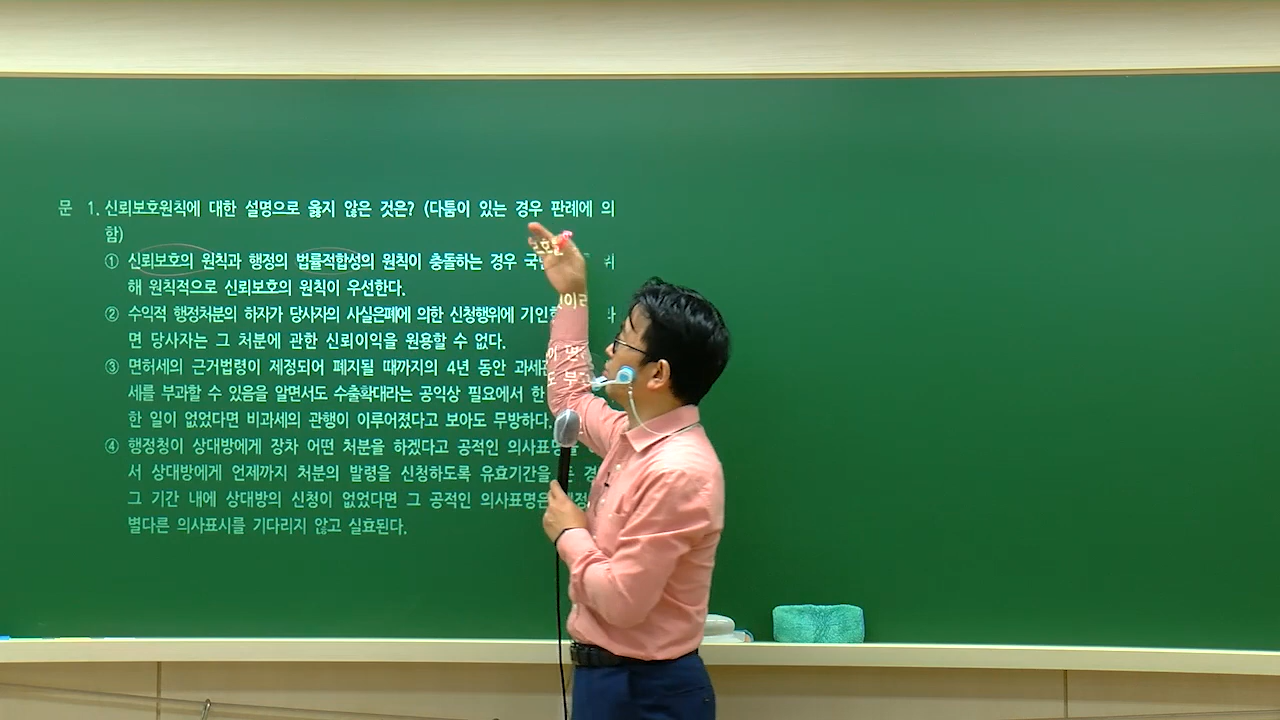 문 1. 신뢰보호원칙에 대한 설명으로 옳지 않은 것은? (다툼이 있는 경우 판례에 의
함)
① 신뢰보호의 원칙과 행정의 법률적합성의 원칙이 충돌하는 경우
해 원칙적으로 신뢰보호의 원칙이 우선한다.
② 수익적 행정처분의 하자가 당사자의 사실은폐에 의한 신청행위에
면 당사자는 그 처분에 관한 신뢰이익을 원용할 수 없다.
③ 면허세의 근거법령이 제정되어 폐지될 때까지의 4년 동안
세를 부과할 수 있음을 알면서도 수출확대라는 공익상 필요에서 한
한 일이 없었다면 비과세의 관행이 이루어졌다고 보아도 무방하다.
④ 행정청이 상대방에게 장차 어떤 처분을 하겠다고 공적인
서 상대방에게 언제까지 처분의 발령을 신청하도록 유효기간을
그 기간 내에 상대방의 신청이 없었다면 그 공적인 의사표명은
별다른 의사표시를 기다리지 않고 실효된다.